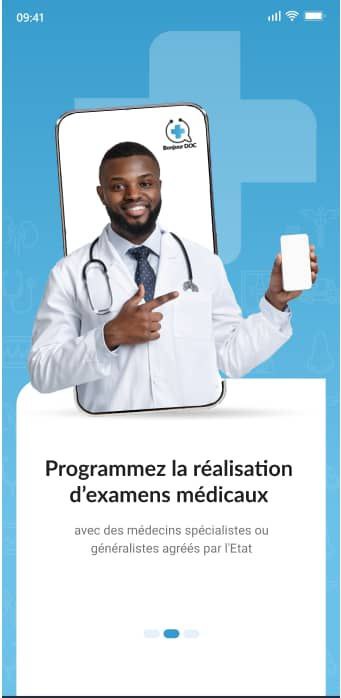 09:41
Bonjour DOC
Programmez la réalisation
d'examens médicaux
avec des médecins spécialistes ou
généralistes agréés par l'Etat